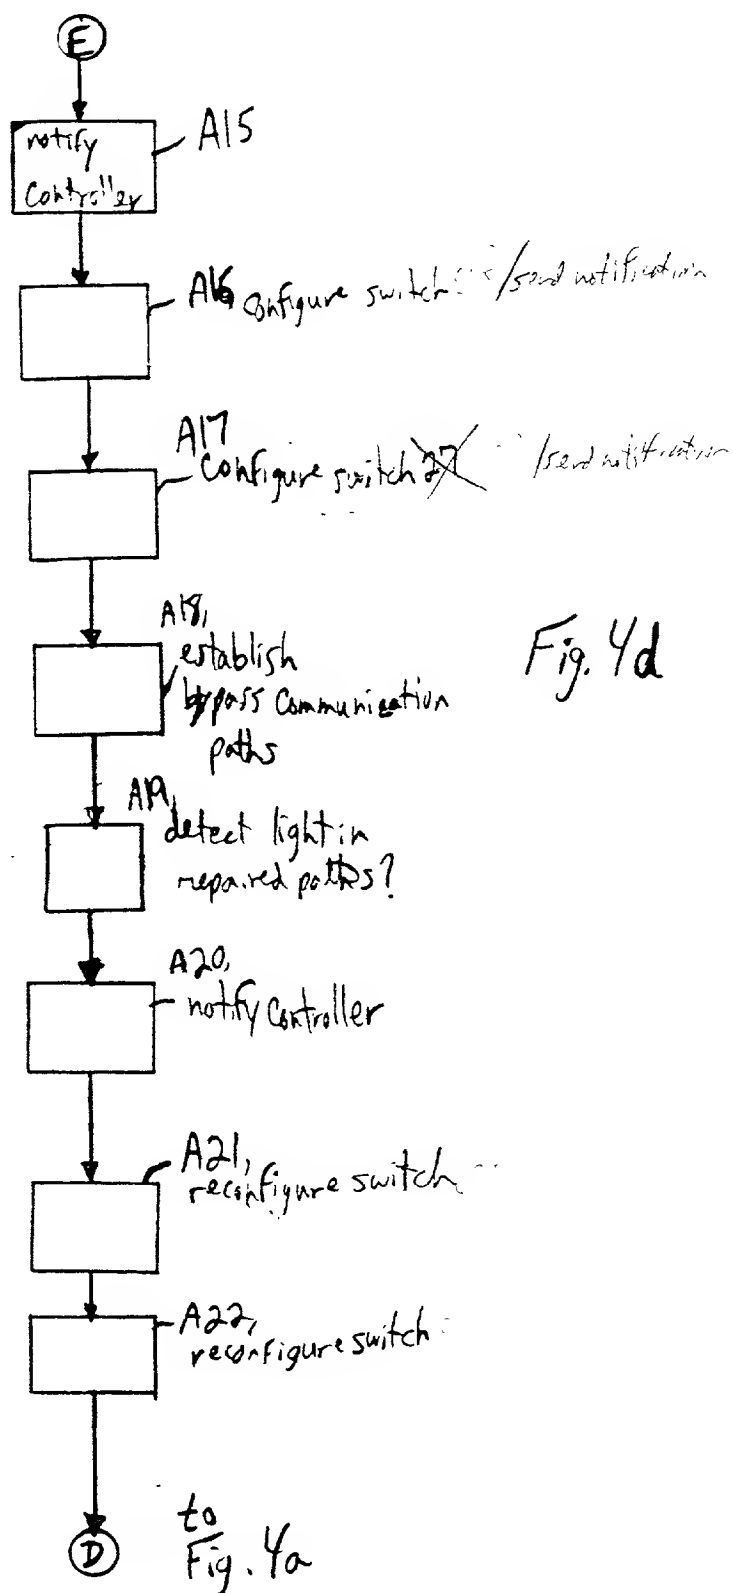 E
notify
controller
A15
A16 configure switch /send notification
A17
configure switch 27 /send notification
A18,
establish
bypass communication
paths
Fig. 4d
A19,
detect light in
repaired paths?
A20,
notify controller
A21,
reconfigure switch
A22,
reconfigure switch
D
to
Fig. 4a